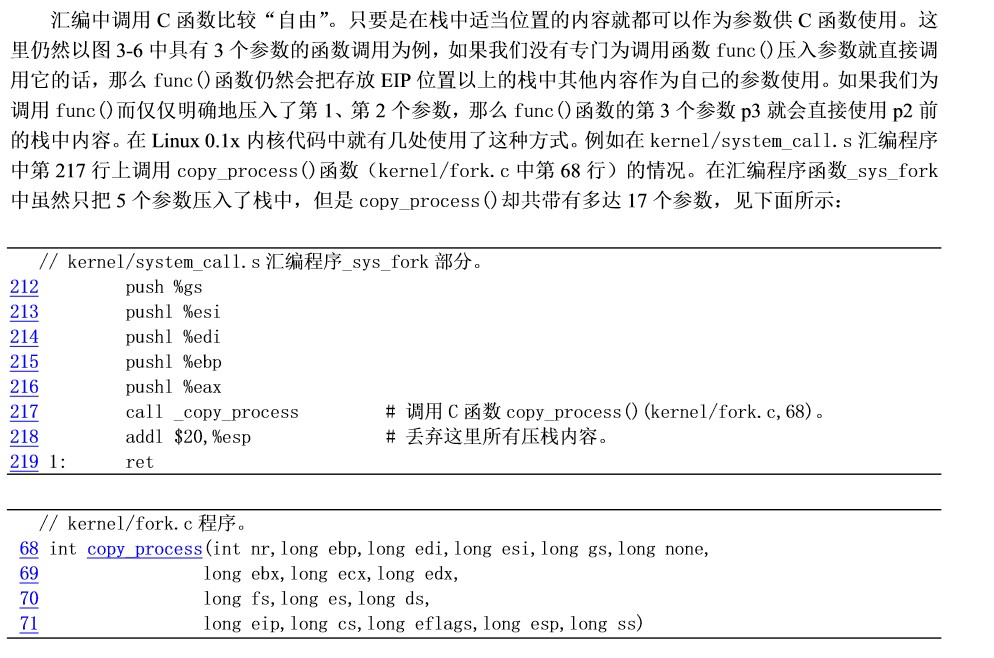 汇编中调用 C 函数比较“自由”。只要是在栈中适当位置的内容就都可以作为参数供 C 函数使用。这
里仍然以图 3-6 中具有 3 个参数的函数调用为例，如果我们没有专门为调用函数 func()压入参数就直接调
用它的话，那么 func()函数仍然会把存放 EIP 位置以上的栈中其他内容作为自己的参数使用。如果我们为
调用 func()而仅仅明确地压入了第 1、第 2 个参数，那么 func()函数的第 3 个参数 p3 就会直接使用 p2 前
的栈中内容。在 Linux 0.1x 内核代码中就有几处使用了这种方式。例如在 kernel/system_call.s 汇编程序
中第 217 行上调用 copy_process()函数（kernel/fork.c 中第 68 行）的情况。在汇编程序函数_sys_fork
中虽然只把 5 个参数压入了栈中，但是 copy_process()却共带有多达 17 个参数，见下面所示：
// kernel/system_call.s 汇编程序_sys_fork 部分。
212 push %gs
213 pushl %esi
214 pushl %edi
215 pushl %ebp
216 pushl %eax
217 call _copy_process # 调用 C 函数 copy_process()(kernel/fork.c,68)。
218 addl $20,%esp # 丢弃这里所有压栈内容。
219 1: ret
// kernel/fork.c 程序。
68 int copy_process(int nr,long ebp,long edi,long esi,long gs,long none,
69 long ebx,long ecx,long edx,
70 long fs,long es,long ds,
71 long eip,long cs,long eflags,long esp,long ss)